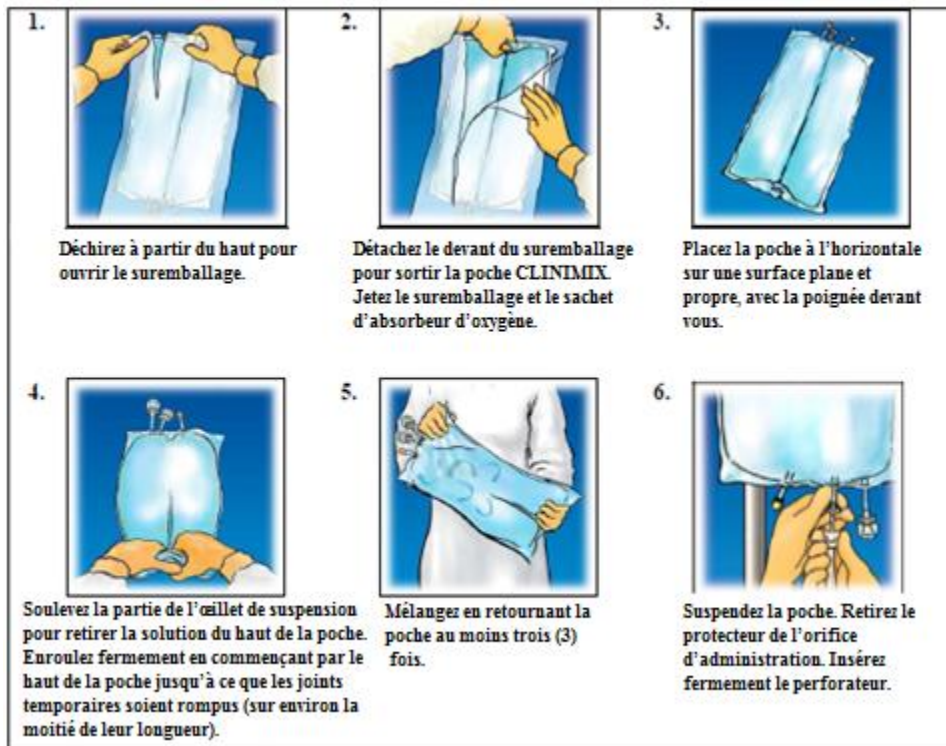 1.
Déchirez à partir du haut pour
ouvrir le suremballage.
2.
Détachez le devant du suremballage
pour sortir la poche CLINIMIX.
Jetez le suremballage et le sachet
d'absorbeur d'oxygène.
3.
Placez la poche à l'horizontale
sur une surface plane et
propre, avec la poignée devant
vous.
4.
Soulevez la partie de l'œillet de suspension
pour retirer la solution du haut de la poche.
Enroulez fermement en commençant par le
haut de la poche jusqu'à ce que les joints
temporaires soient rompus (sur environ la
moitié de leur longueur).
5.
Mélangez en retournant la
poche au moins trois (3)
fois.
6.
Suspendez la poche. Retirez le
protecteur de l'orifice
d'administration. Insérez
fermement le perforateur.